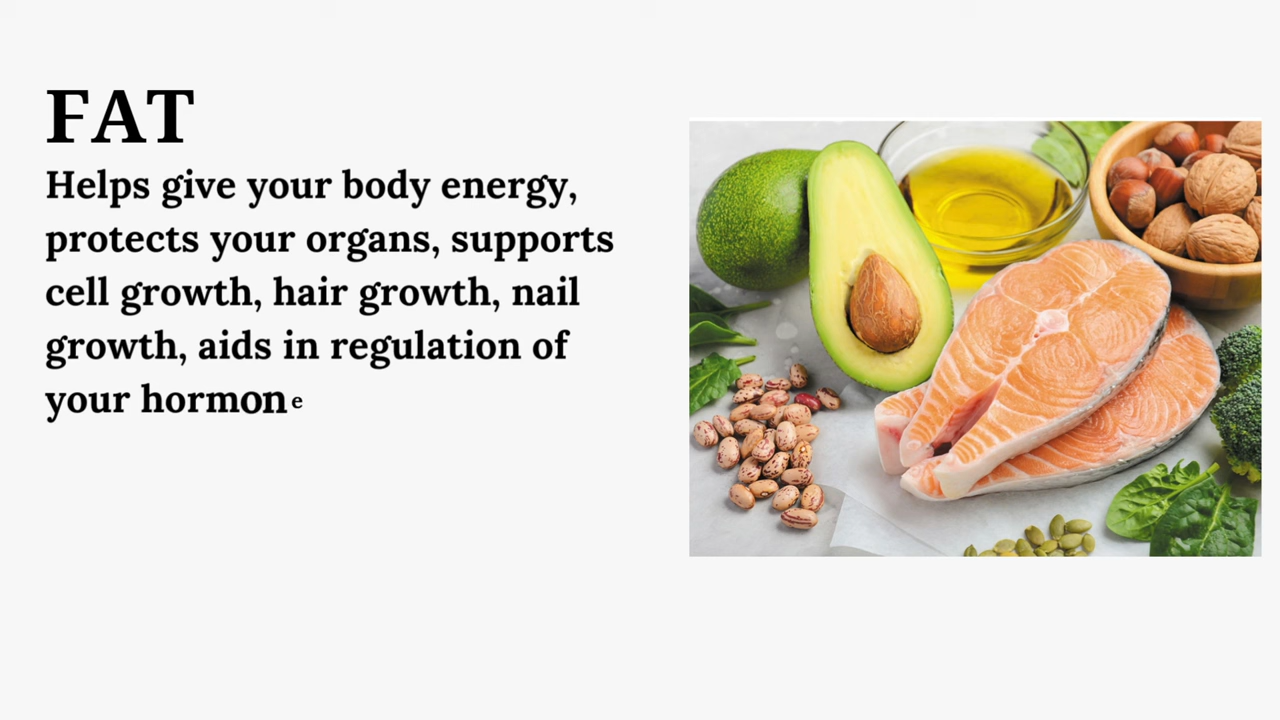 FAT
Helps give your body energy,
protects your organs, supports
cell growth, hair growth, nail
growth, aids in regulation of
your hormone